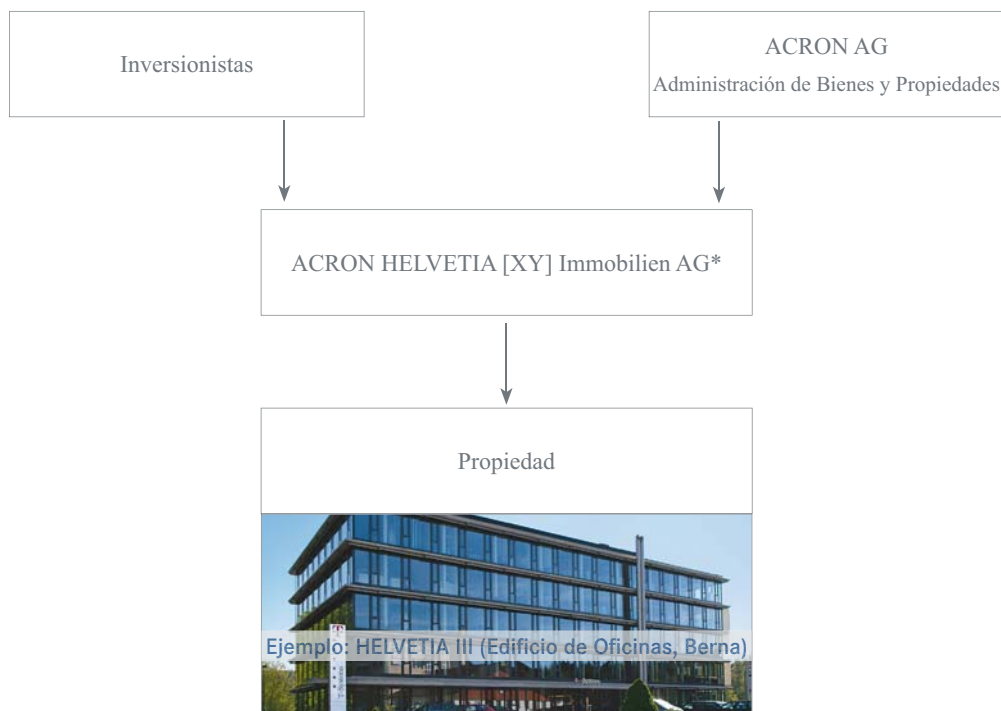 Inversionistas
ACRON AG
Administración de Bienes y Propiedades
ACRON HELVETIA [XY] Immobilien AG*
Propiedad
Ejemplo: HELVETIA III (Edificio de Oficinas, Berna)